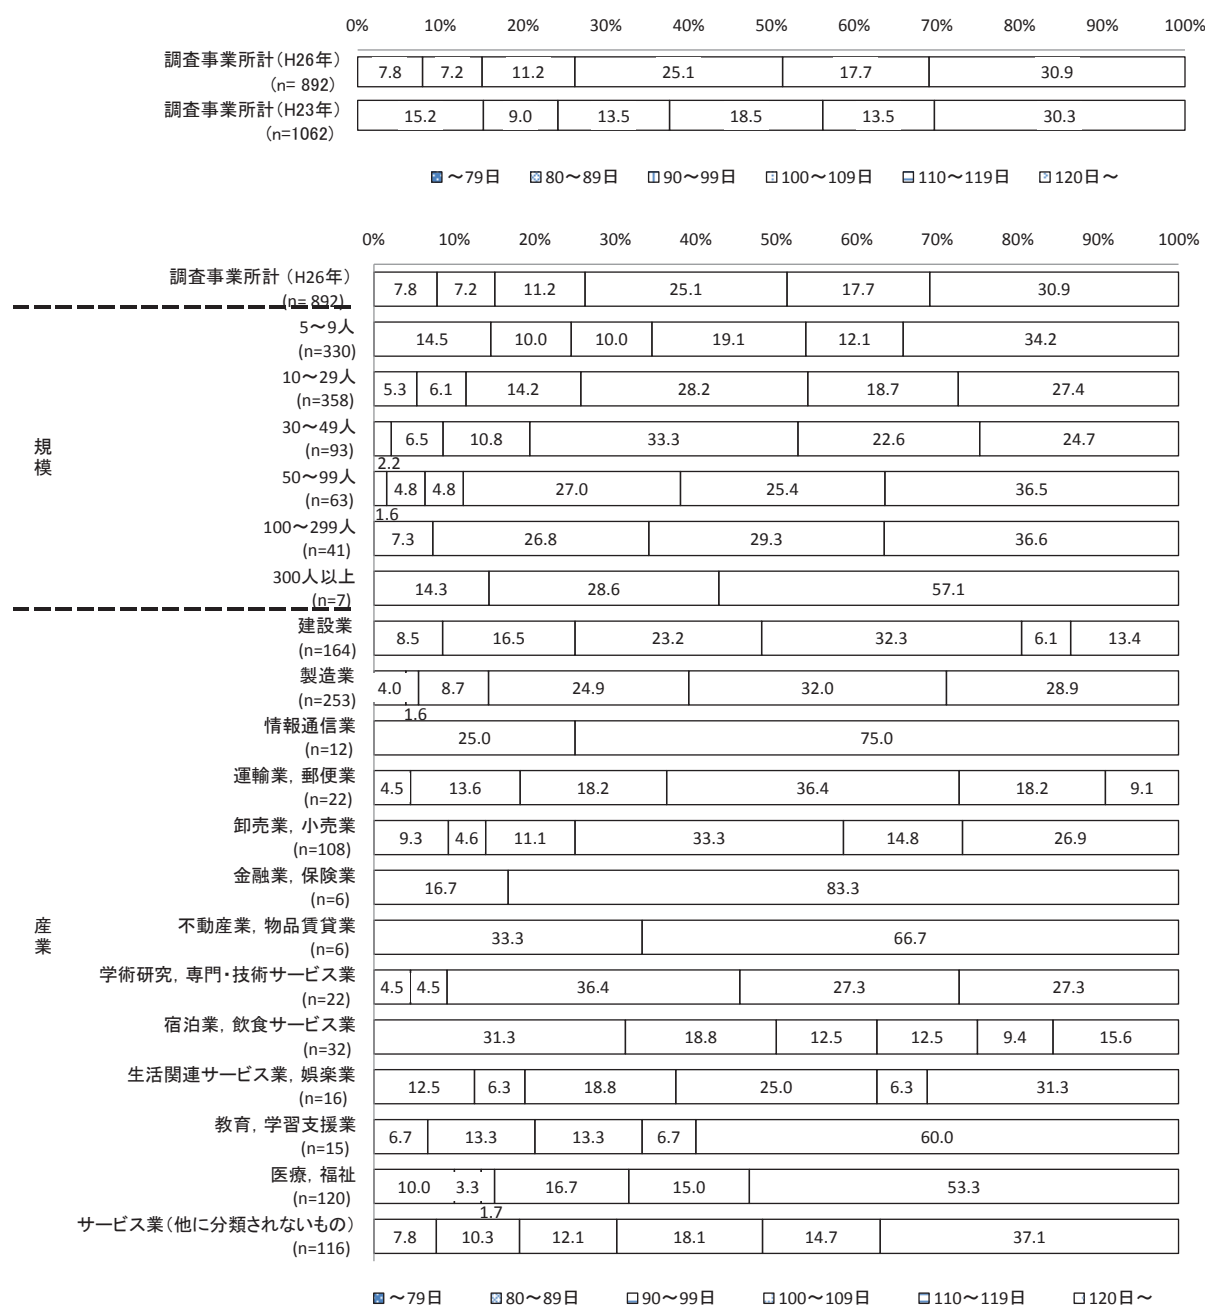 0% 10% 20% 30% 40% 50% 60% 70% 80% 90% 100%
調査事業所計(H26年)
(n= 892)
7.8 7.2 11.2 25.1 17.7 30.9
調査事業所計(H23年)
(n=1062)
15.2 9.0 13.5 18.5 13.5 30.3
～79日 80～89日 90～99日 100～109日 110～119日 120日～
0% 10% 20% 30% 40% 50% 60% 70% 80% 90% 100%
調査事業所計 (H26年)
(n= 892)
7.8 7.2 11.2 25.1 17.7 30.9
規模
5～9人
(n=330)
14.5 10.0 10.0 19.1 12.1 34.2
10～29人
(n=358)
5.3 6.1 14.2 28.2 18.7 27.4
30～49人
(n=93)
2.2 6.5 10.8 33.3 22.6 24.7
50～99人
(n=63)
1.6 4.8 4.8 27.0 25.4 36.5
100～299人
(n=41)
7.3 26.8 29.3 36.6
300人以上
(n=7)
14.3 28.6 57.1
産業
建設業
(n=164)
8.5 16.5 23.2 32.3 6.1 13.4
製造業
(n=253)
4.0 1.6 8.7 24.9 32.0 28.9
情報通信業
(n=12)
25.0 75.0
運輸業, 郵便業
(n=22)
4.5 13.6 18.2 36.4 18.2 9.1
卸売業, 小売業
(n=108)
9.3 4.6 11.1 33.3 14.8 26.9
金融業, 保険業
(n=6)
16.7 83.3
不動産業, 物品賃貸業
(n=6)
33.3 66.7
学術研究, 専門・技術サービス業
(n=22)
4.5 4.5 36.4 27.3 27.3
宿泊業, 飲食サービス業
(n=32)
31.3 18.8 12.5 12.5 9.4 15.6
生活関連サービス業, 娯楽業
(n=16)
12.5 6.3 18.8 25.0 6.3 31.3
教育, 学習支援業
(n=15)
6.7 13.3 13.3 6.7 60.0
医療, 福祉
(n=120)
10.0 3.3 1.7 16.7 15.0 53.3
サービス業(他に分類されないもの)
(n=116)
7.8 10.3 12.1 18.1 14.7 37.1
～79日 80～89日 90～99日 100～109日 110～119日 120日～